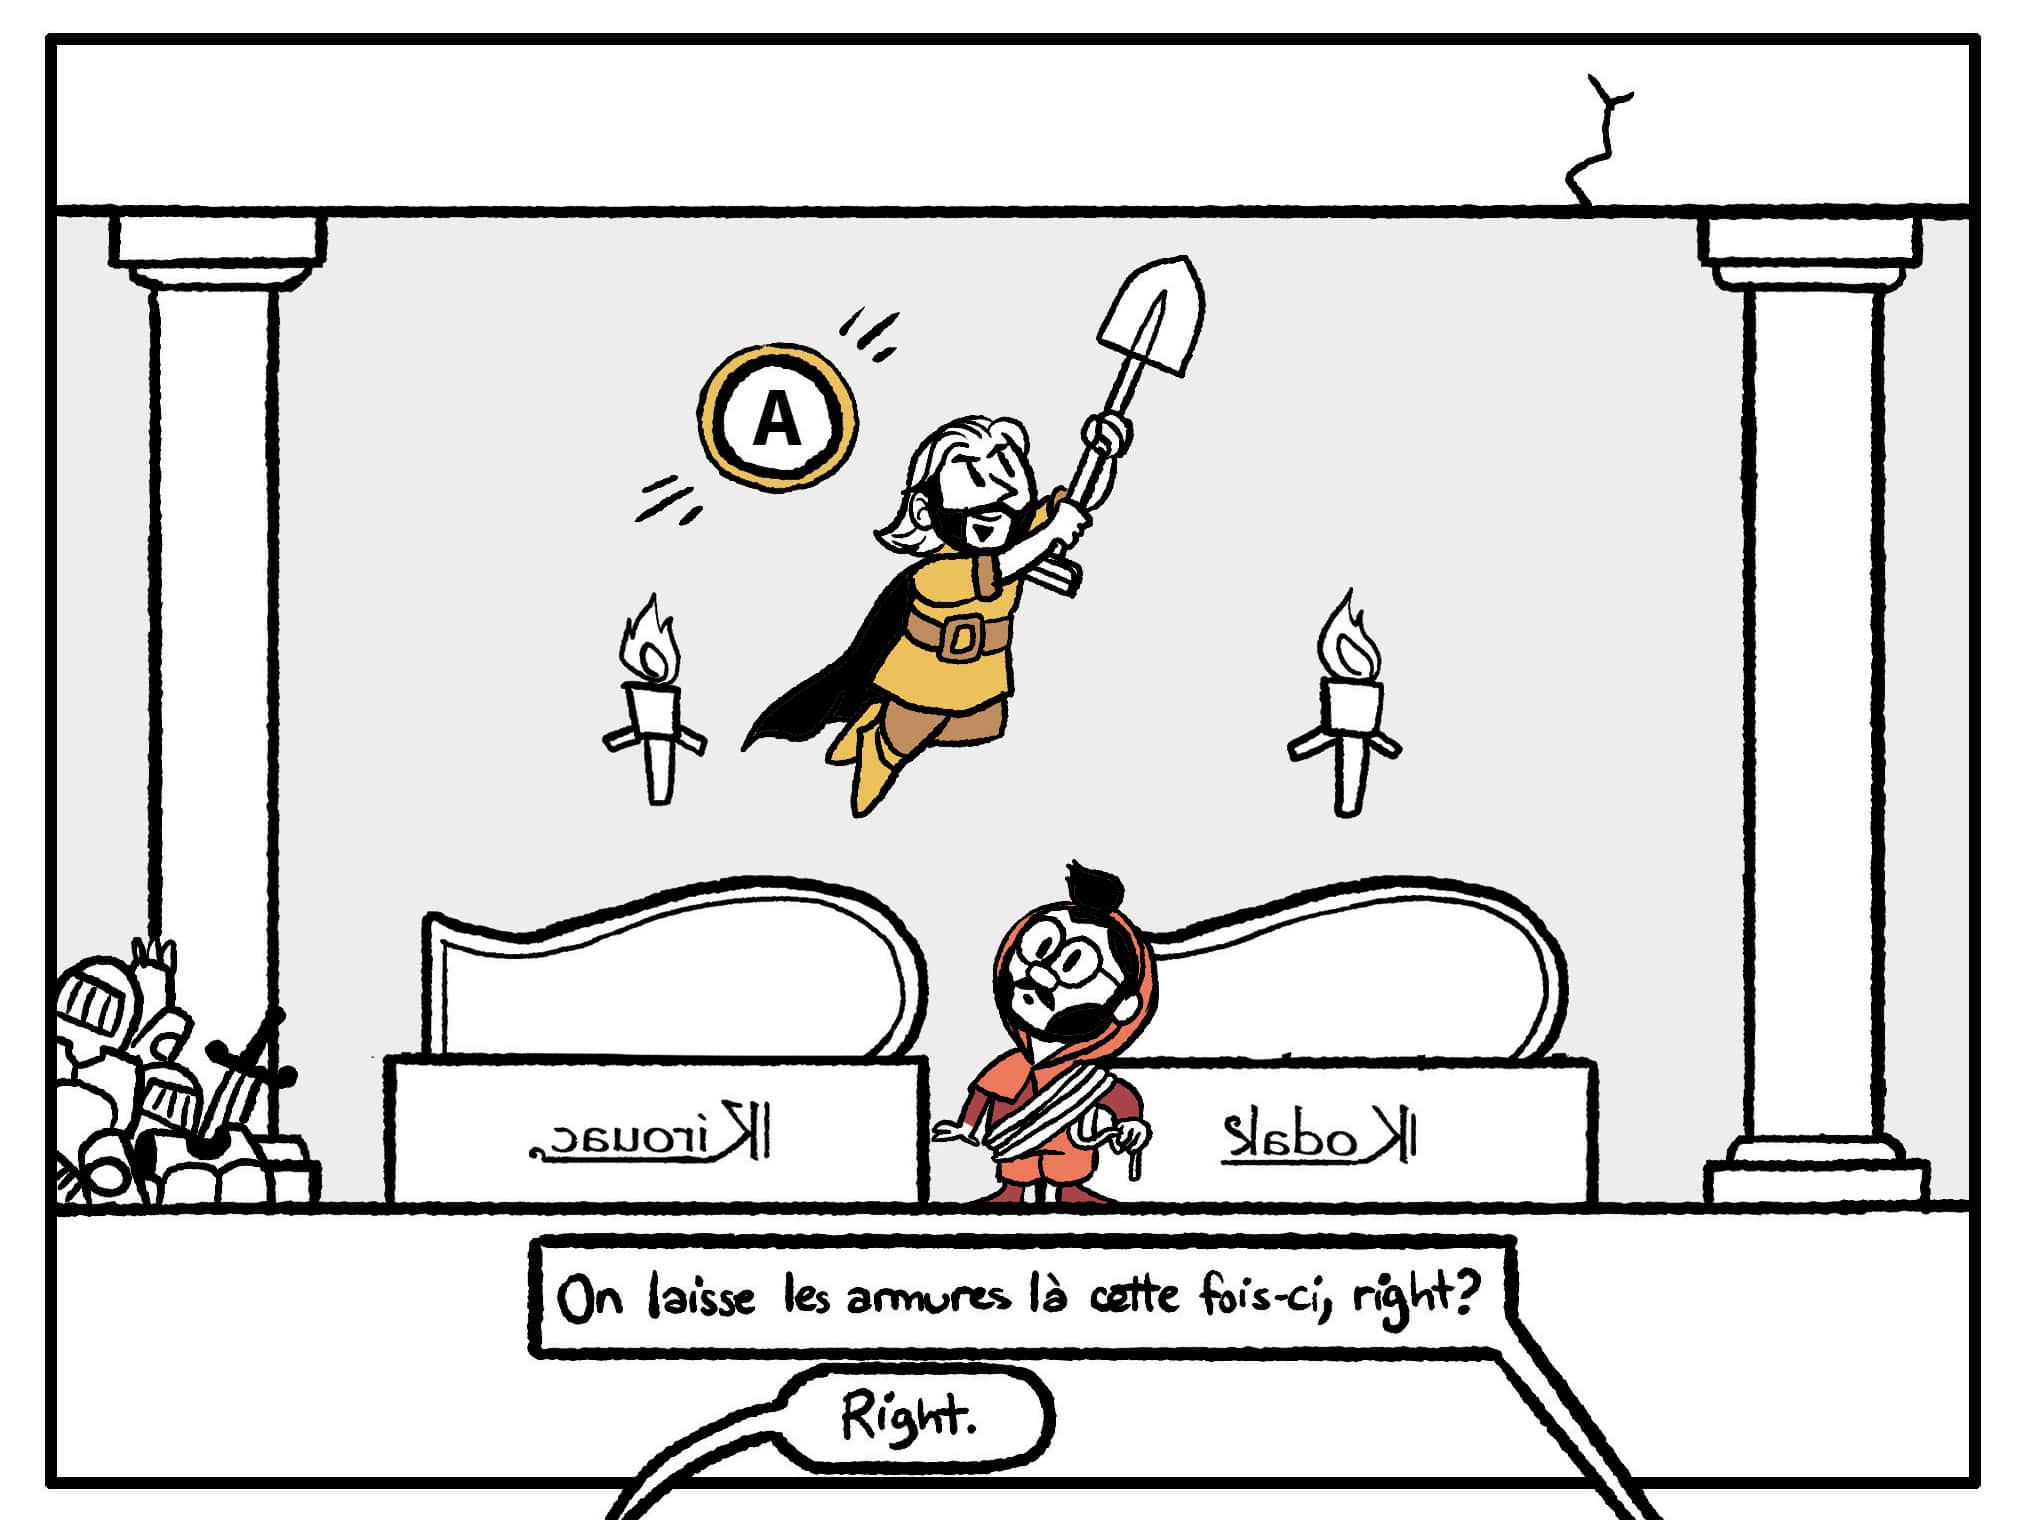 A
Kirouac,
Kodak
On laisse les armures là cette fois-ci, right?
Right.